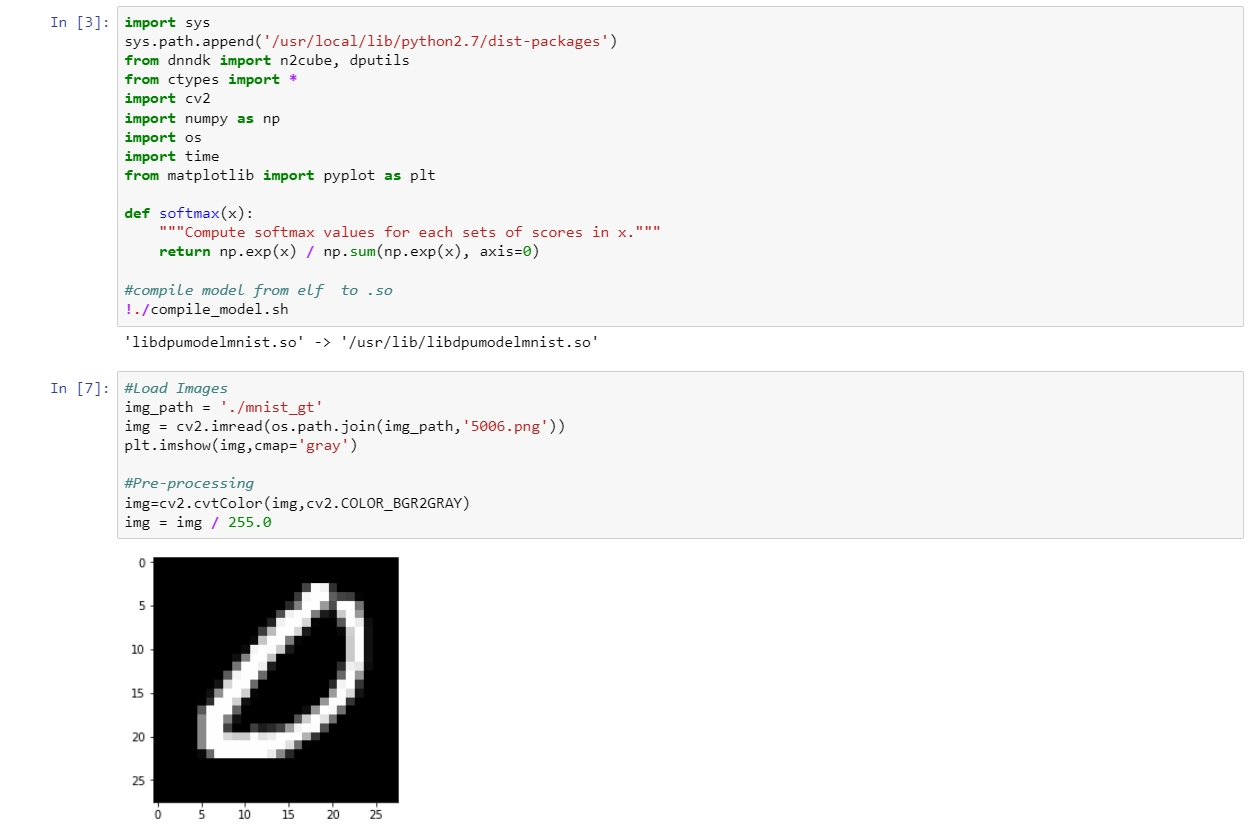 In [3]: import sys
sys.path.append('/usr/local/lib/python2.7/dist-packages')
from dnndk import n2cube, dputils
from ctypes import *
import cv2
import numpy as np
import os
import time
from matplotlib import pyplot as plt
def softmax(x):
    """Compute softmax values for each sets of scores in x."""
    return np.exp(x) / np.sum(np.exp(x), axis=0)
#compile model from elf  to .so
!./compile_model.sh
'libdpumodelmnist.so' -> '/usr/lib/libdpumodelmnist.so'
In [7]: #Load Images
img_path = './mnist_gt'
img = cv2.imread(os.path.join(img_path,'5006.png'))
plt.imshow(img,cmap='gray')
#Pre-processing
img=cv2.cvtColor(img,cv2.COLOR_BGR2GRAY)
img = img / 255.0
0
5
10
15
20
25
0 5 10 15 20 25